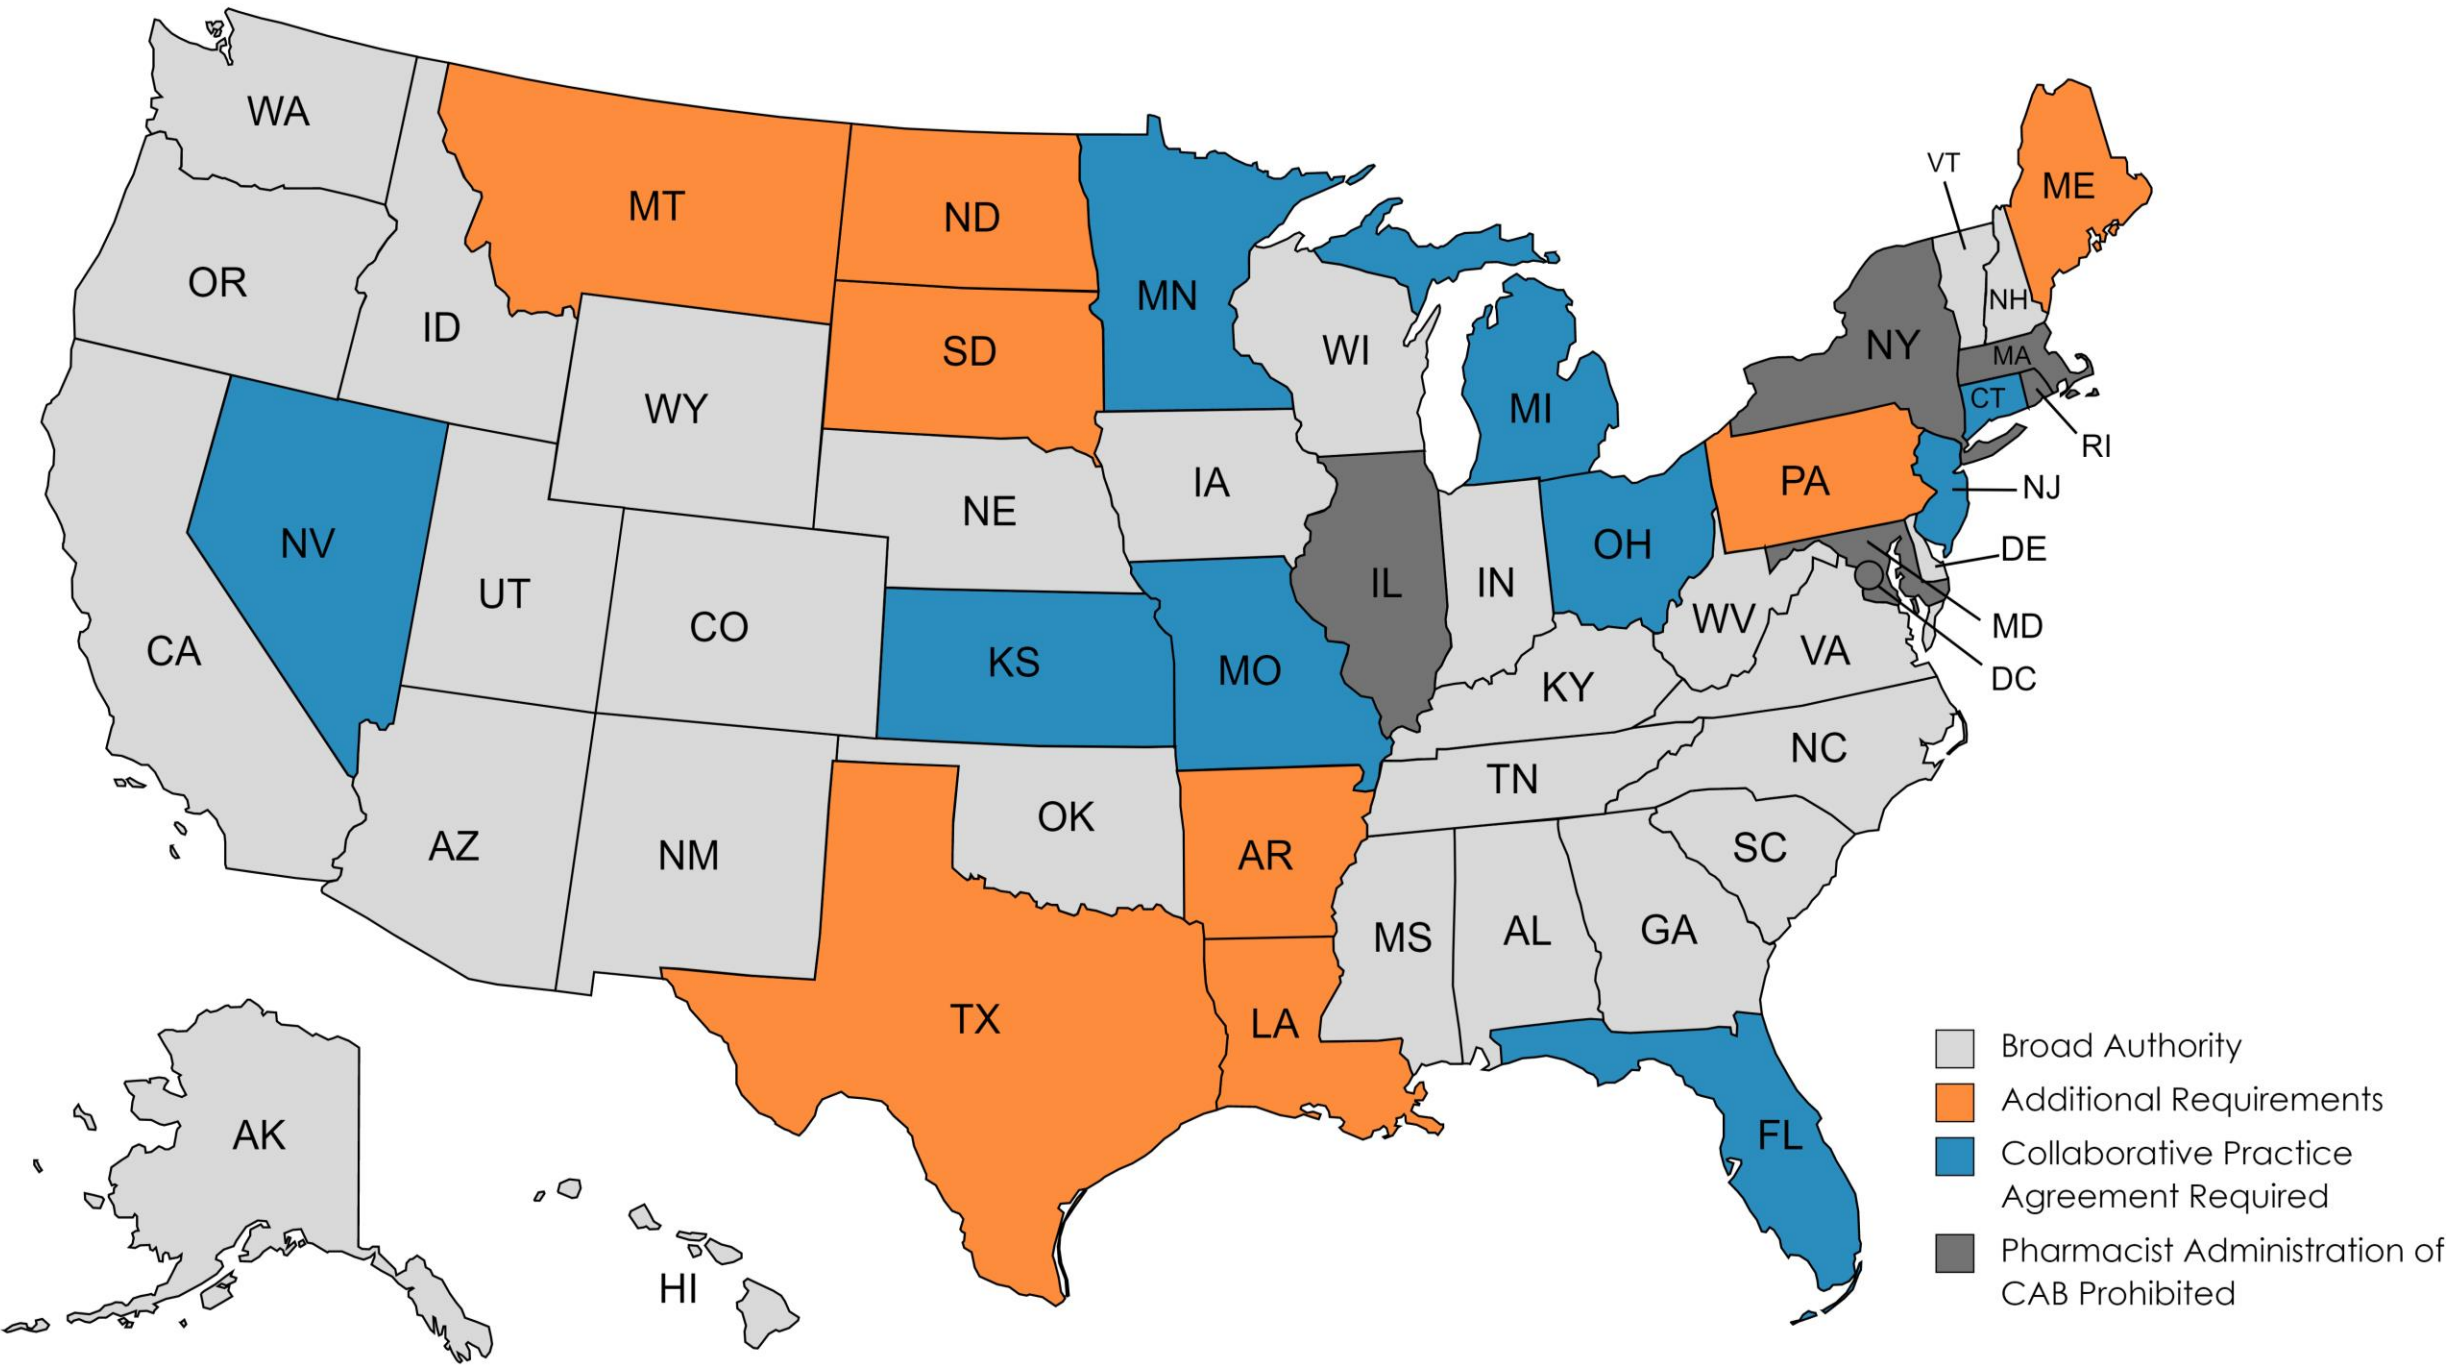 WA
MT
ND
MN
VT
ME
OR
ID
SD
WI
NH
NY
MA
WY
MI
CT
RI
IA
PA
NJ
NE
NV
OH
DE
UT
IL
IN
CO
WV
MD
CA
KS
MO
VA
DC
KY
NC
TN
OK
AZ
NM
AR
SC
MS
AL
GA
TX
LA
AK
FL
HI
Broad Authority
Additional Requirements
Collaborative Practice
Agreement Required
Pharmacist Administration of
CAB Prohibited